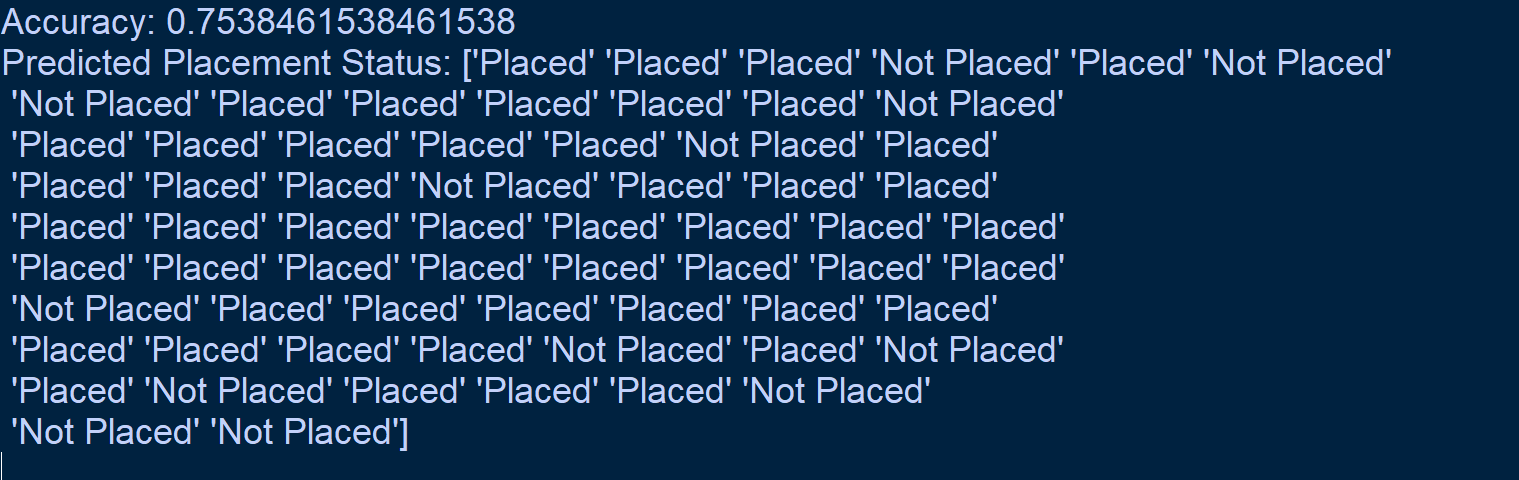 Accuracy: 0.7538461538461538
Predicted Placement Status: ['Placed' 'Placed' 'Placed' 'Not Placed' 'Placed' 'Not Placed'
'Not Placed' 'Placed' 'Placed' 'Placed' 'Placed' 'Placed' 'Not Placed'
'Placed' 'Placed' 'Placed' 'Placed' 'Placed' 'Not Placed' 'Placed'
'Placed' 'Placed' 'Placed' 'Not Placed' 'Placed' 'Placed' 'Placed'
'Placed' 'Placed' 'Placed' 'Placed' 'Placed' 'Placed' 'Placed' 'Placed'
'Placed' 'Placed' 'Placed' 'Placed' 'Placed' 'Placed' 'Placed' 'Placed'
'Not Placed' 'Placed' 'Placed' 'Placed' 'Placed' 'Placed' 'Placed'
'Placed' 'Placed' 'Placed' 'Placed' 'Not Placed' 'Placed' 'Not Placed'
'Placed' 'Not Placed' 'Placed' 'Placed' 'Placed' 'Not Placed'
'Not Placed' 'Not Placed']